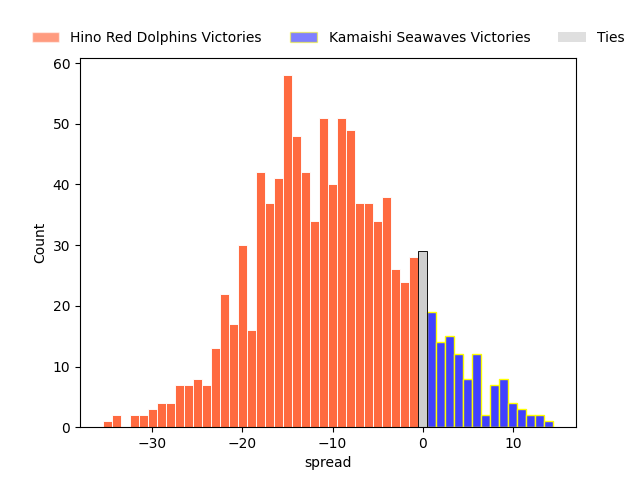 Hino Red Dolphins Victories Kamaishi Seawaves Victories Ties
60
50
40
30
20
10
0
Count
−30 −20 −10 0 10
spread